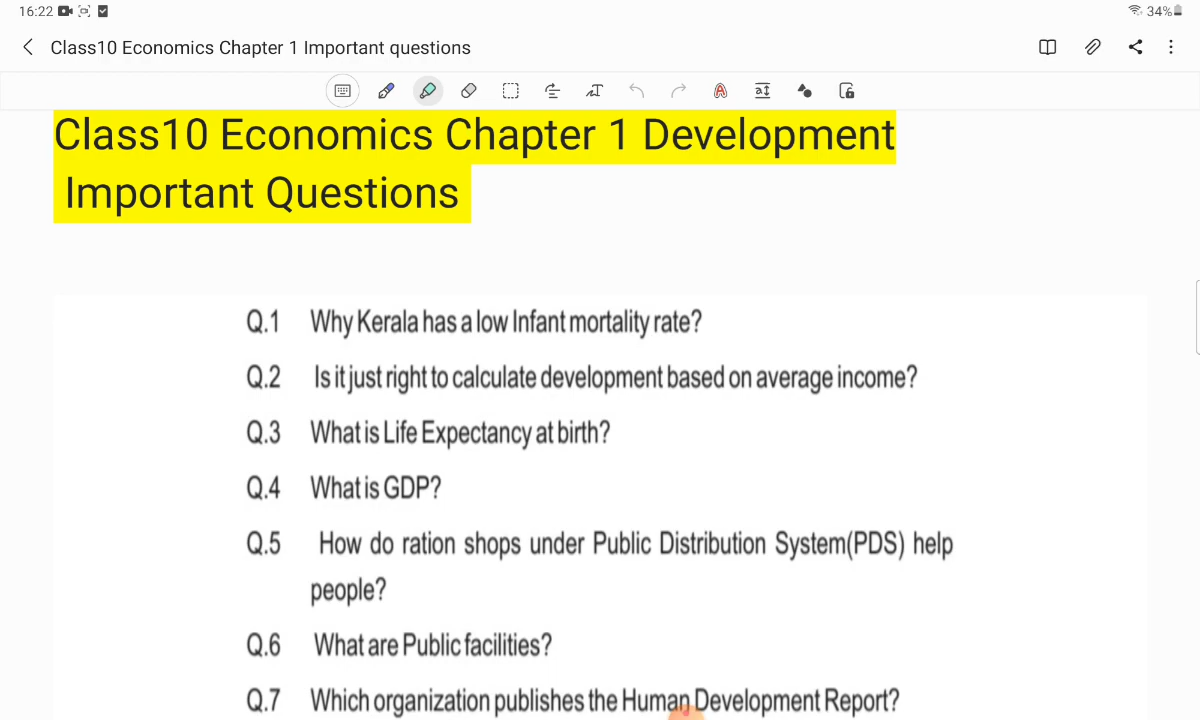 16:22
34%
Class10 Economics Chapter 1 Important questions
Class10 Economics Chapter 1 Development
Important Questions
Q.1 Why Kerala has a low Infant mortality rate?
Q.2 Is it just right to calculate development based on average income?
Q.3 What is Life Expectancy at birth?
Q.4 What is GDP?
Q.5 How do ration shops under Public Distribution System(PDS) help
people?
Q.6 What are Public facilities?
Q.7 Which organization publishes the Human Development Report?